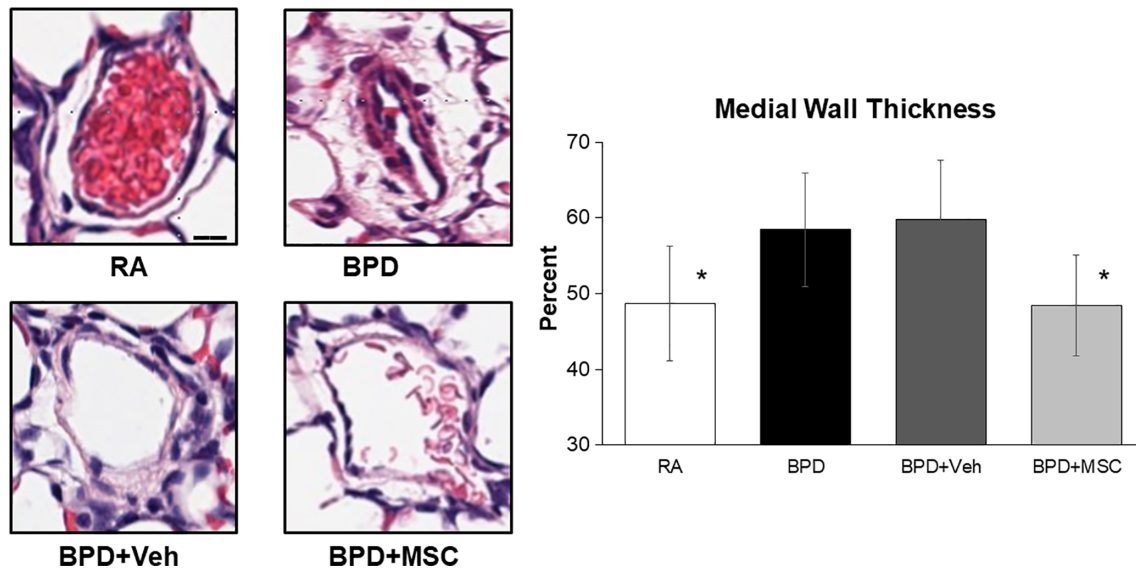 RA
BPD
BPD+Veh
BPD+MSC
Medial Wall Thickness
Percent
70
60
50
40
30
RA
BPD
BPD+Veh
BPD+MSC
*
*